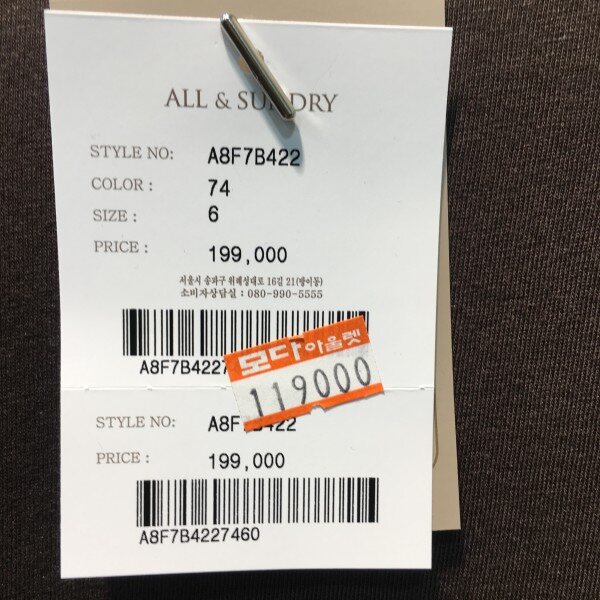 ALL & SUNDRY
STYLE NO: A8F7B422
COLOR : 74
SIZE : 6
PRICE : 199,000
서울시 송파구 위례성대로 16길 21(방이동)
소비자상담실 : 080-990-5555
A8F7B4227
모다아울렛
119000
STYLE NO: A8F7B422
PRICE : 199,000
A8F7B4227460